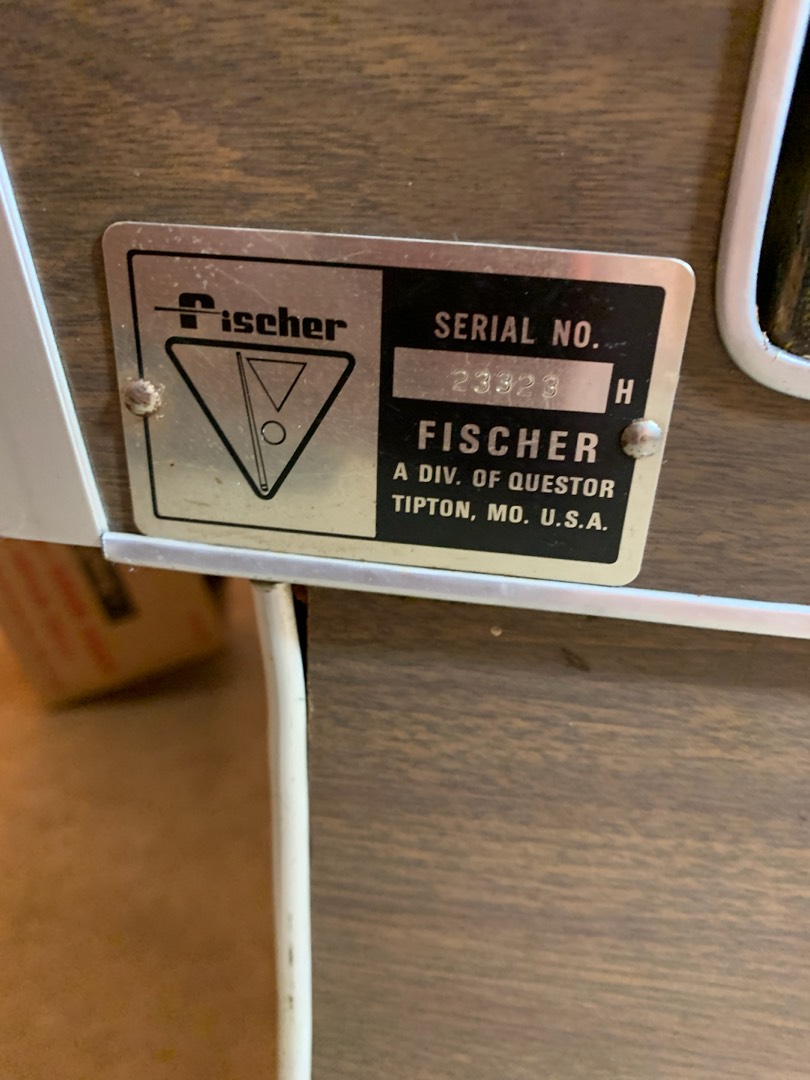 Fischer
SERIAL NO.
23323 H
FISCHER
A DIV. OF QUESTOR
TIPTON, MO. U.S.A.